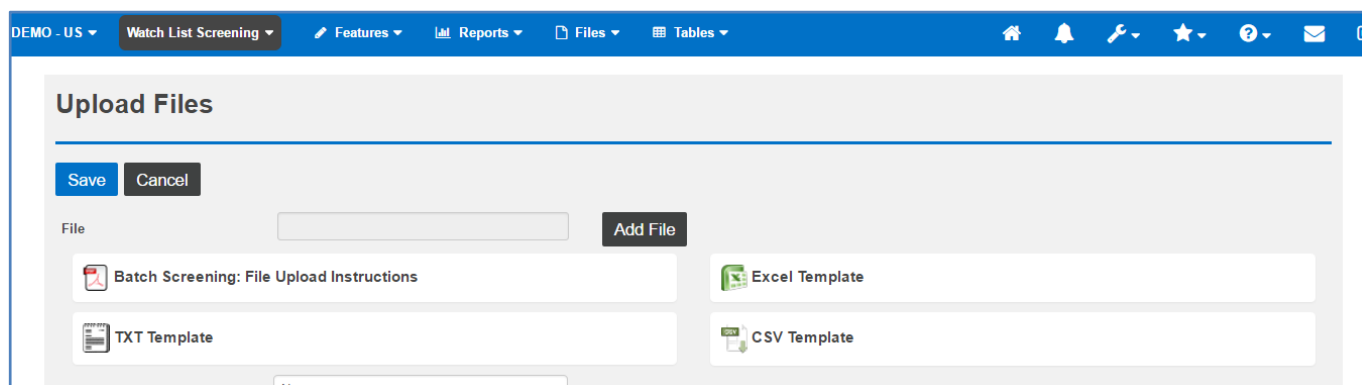 DEMO - US Watch List Screening Features Reports Files Tables
Upload Files
Save Cancel
File Add File
Batch Screening: File Upload Instructions Excel Template
TXT Template CSV Template